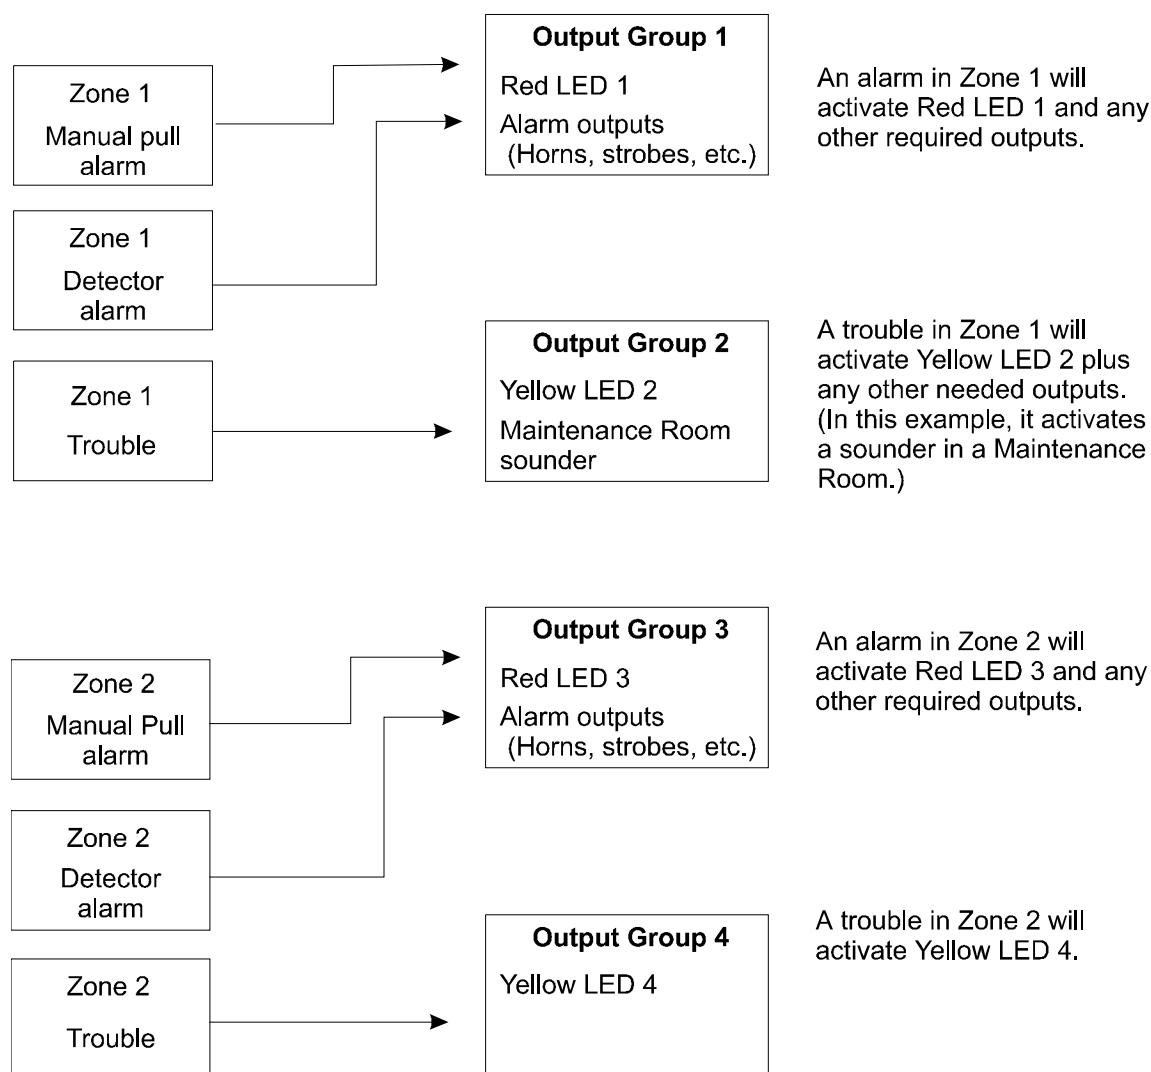 Zone 1
Manual pull
alarm
Output Group 1
Red LED 1
Alarm outputs
(Horns, strobes, etc.)
An alarm in Zone 1 will
activate Red LED 1 and any
other required outputs.
Zone 1
Detector
alarm
Zone 1
Trouble
Output Group 2
Yellow LED 2
Maintenance Room
sounder
A trouble in Zone 1 will
activate Yellow LED 2 plus
any other needed outputs.
(In this example, it activates
a sounder in a Maintenance
Room.)
Zone 2
Manual Pull
alarm
Output Group 3
Red LED 3
Alarm outputs
(Horns, strobes, etc.)
An alarm in Zone 2 will
activate Red LED 3 and any
other required outputs.
Zone 2
Detector
alarm
Zone 2
Trouble
Output Group 4
Yellow LED 4
A trouble in Zone 2 will
activate Yellow LED 4.